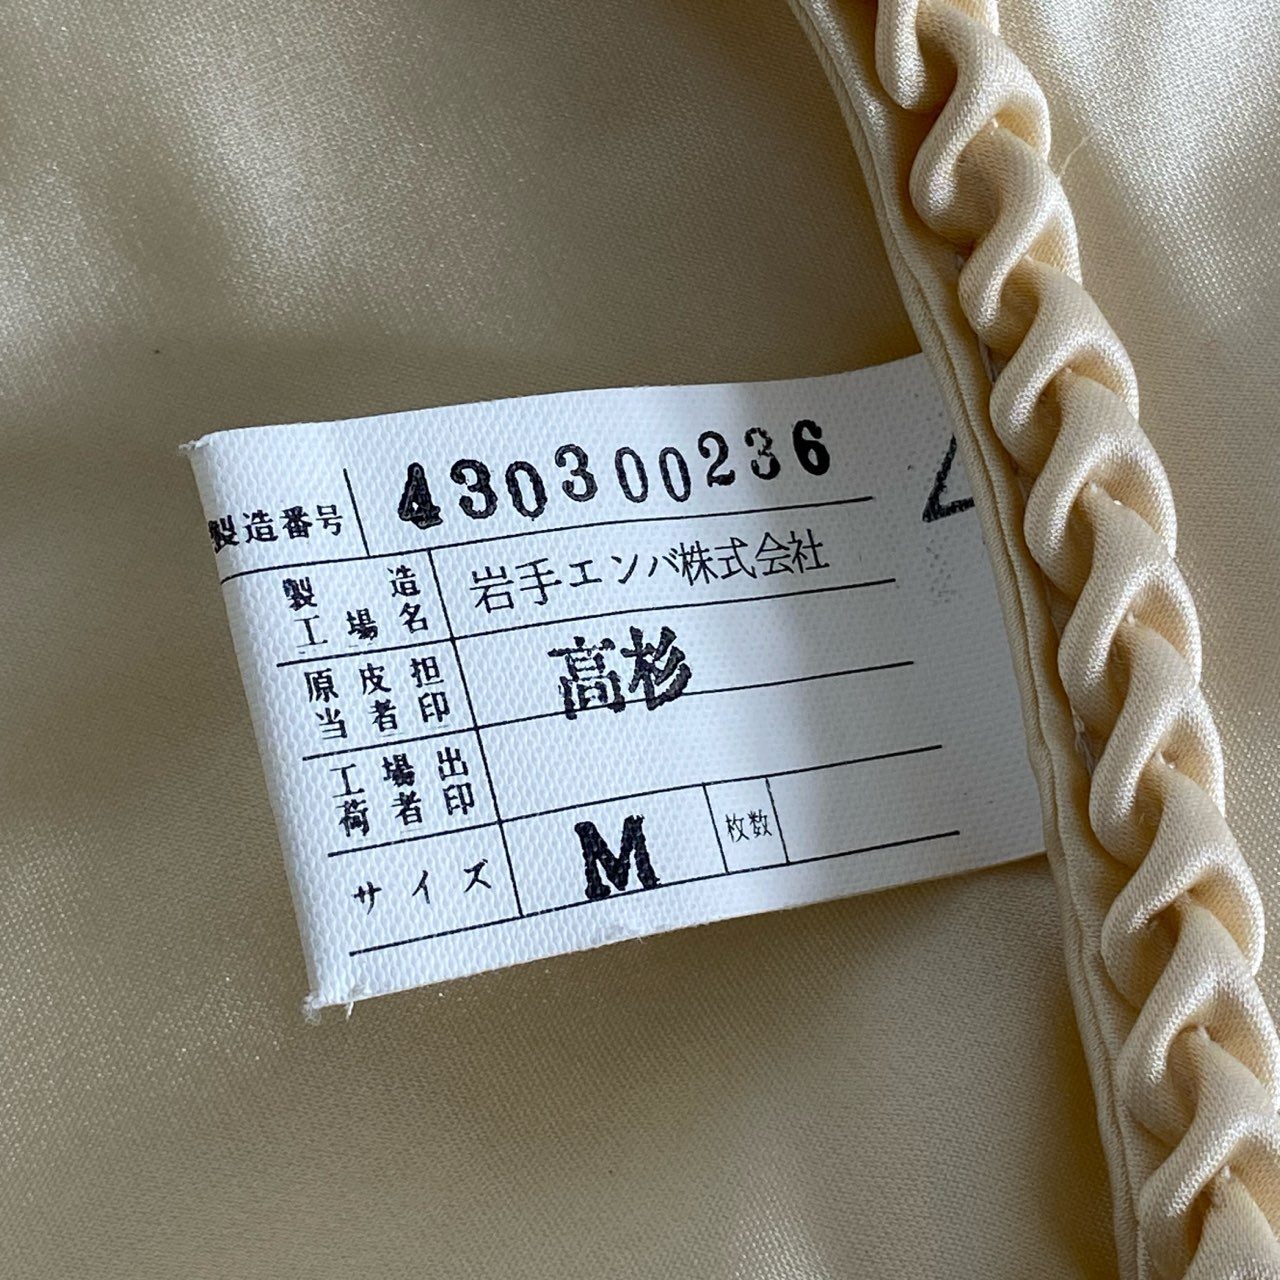 製造番号 430300236
製造工場名 岩手エンバ株式会社
原皮担当者印 高杉
工場出荷者印
サイズ M 枚数